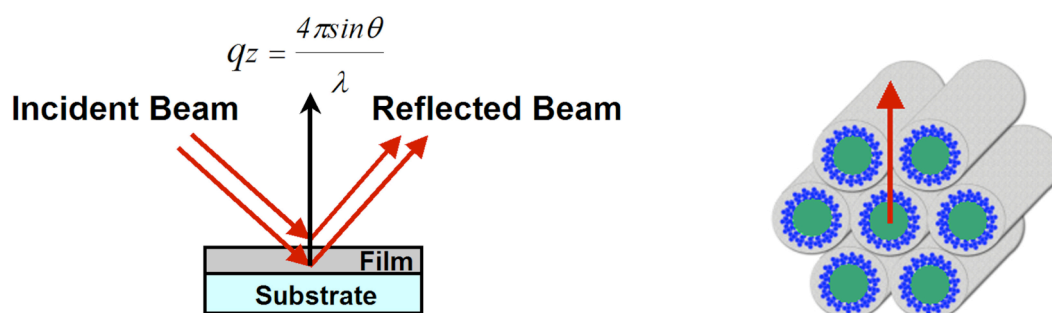 qz = 4πsinθ / λ
Incident Beam
Reflected Beam
Film
Substrate